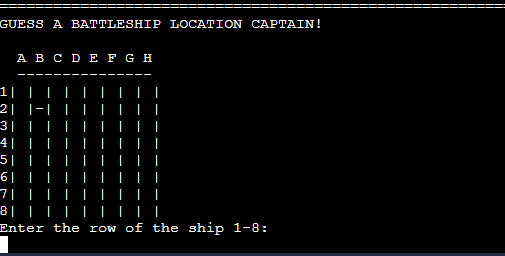 ================================================================
GUESS A BATTLESHIP LOCATION CAPTAIN!
  A B C D E F G H
  ---------------
1| | | | | | | | |
2| |-| | | | | | |
3| | | | | | | | |
4| | | | | | | | |
5| | | | | | | | |
6| | | | | | | | |
7| | | | | | | | |
8| | | | | | | | |
Enter the row of the ship 1-8: